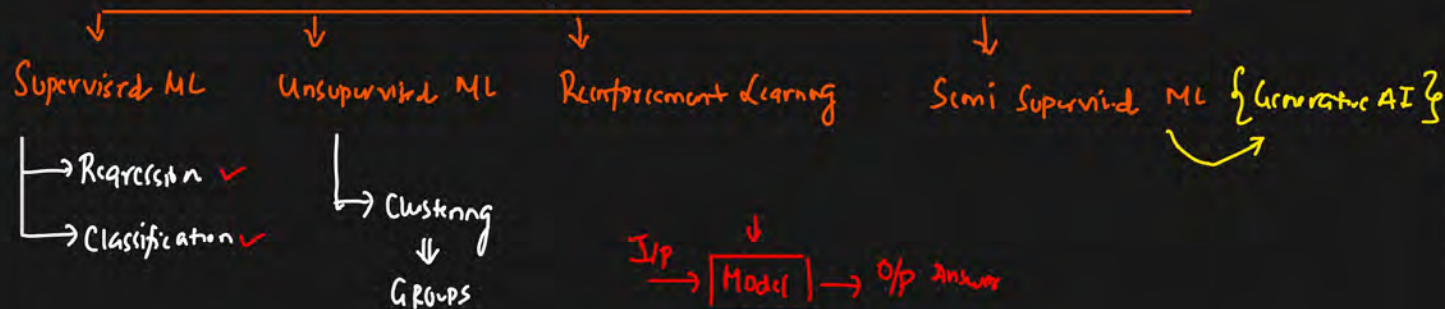 Supervised ML Unsupervised ML Reinforcement Learning Semi Supervised ML {Generative AI}
→ Regression ✓
→ Classification ✓
→ Clustering
⇓
GROUPS
I/p → Model → O/p Answer